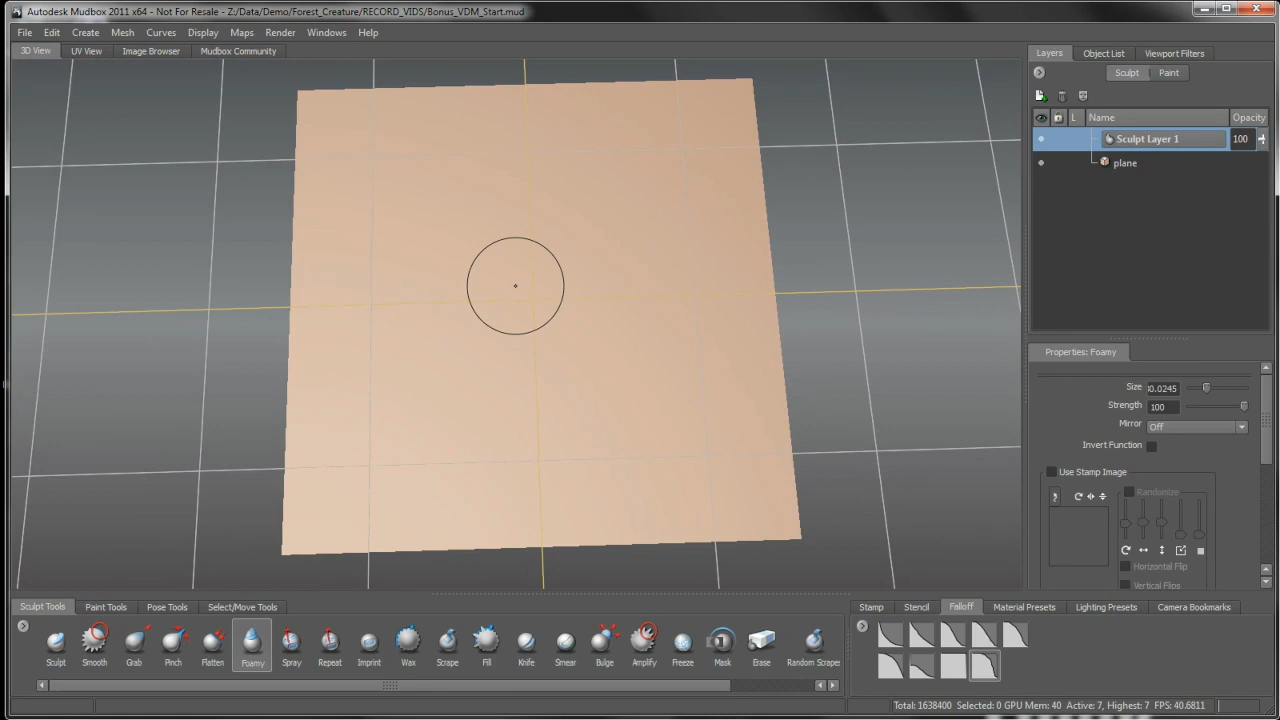 Autodesk Mudbox 2011 x64 - Not For Resale - Z:/Data/Demo/Forest_Creature/RECORD_VIDS/Bonus_VDM_Start.mud
File Edit Create Mesh Curves Display Maps Render Windows Help
3D View UV View Image Browser Mudbox Community
Layers Object List Viewport Filters
Sculpt Paint
L Name Opacity
Sculpt Layer 1 100
plane
Properties: Foamy
Size 30.0245
Strength 100
Mirror Off
Invert Function
Use Stamp Image
Randomize
Horizontal Flip
Vertical Flips
Sculpt Tools Paint Tools Pose Tools Select/Move Tools
Stamp Stencil Falloff Material Presets Lighting Presets Camera Bookmarks
Sculpt Smooth Grab Pinch Flatten Foamy Spray Repeat Imprint Wax Scrape Fill Knife Smear Bulge Amplify Freeze Mask Erase Random Scrape
Total: 1638400 Selected: 0 GPU Mem: 40 Active: 7, Highest: 7 FPS: 40.6811